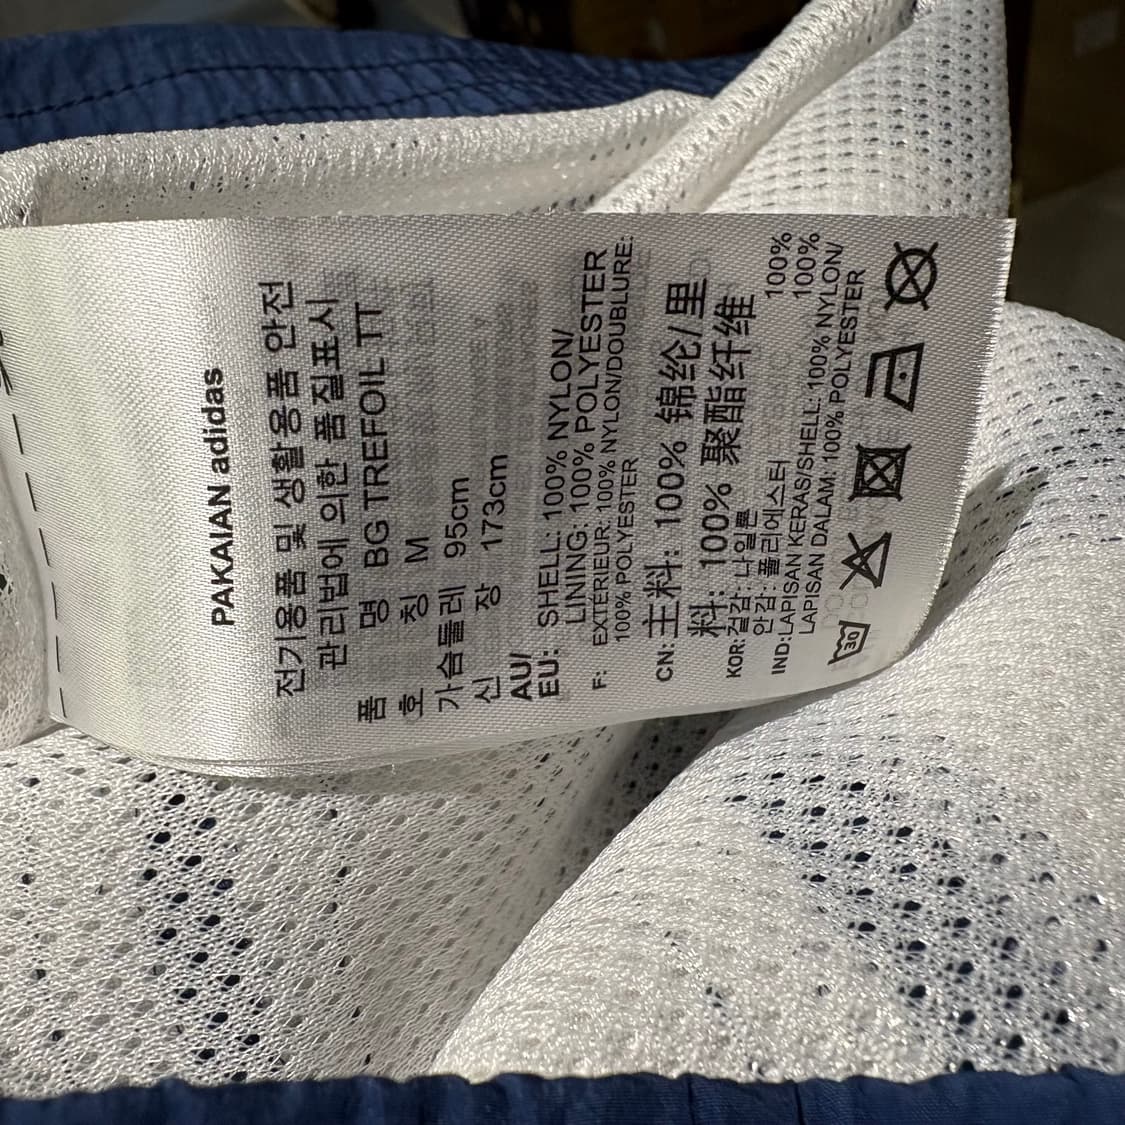 PAKAIAN adidas
전기용품 및 생활용품 안전
관리법에 의한 품질표시
품 명 BG TREFOIL TT
호 칭 M
가슴둘레 95cm
신 장 173cm
AU/
EU: SHELL: 100% NYLON/
LINING: 100% POLYESTER
F: EXTERIEUR: 100% NYLON/DOUBLURE:
100% POLYESTER
CN: 主料: 100% 锦纶/里
料: 100% 聚酯纤维
KOR: 겉감: 나일론 100%
안감: 폴리에스터 100%
IND: LAPISAN KERAS/SHELL: 100% NYLON/
LAPISAN DALAM: 100% POLYESTER
30